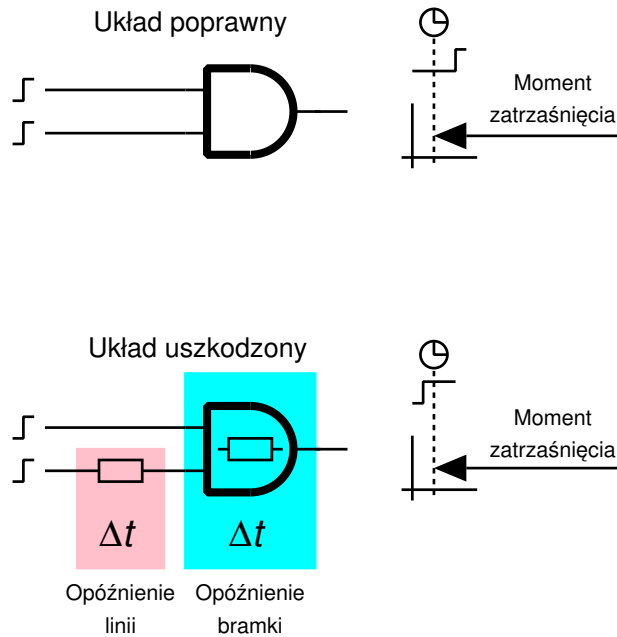 Układ poprawny
Moment
zatrzaśnięcia
Układ uszkodzony
Moment
zatrzaśnięcia
Δt
Δt
Opóźnienie
linii
Opóźnienie
bramki